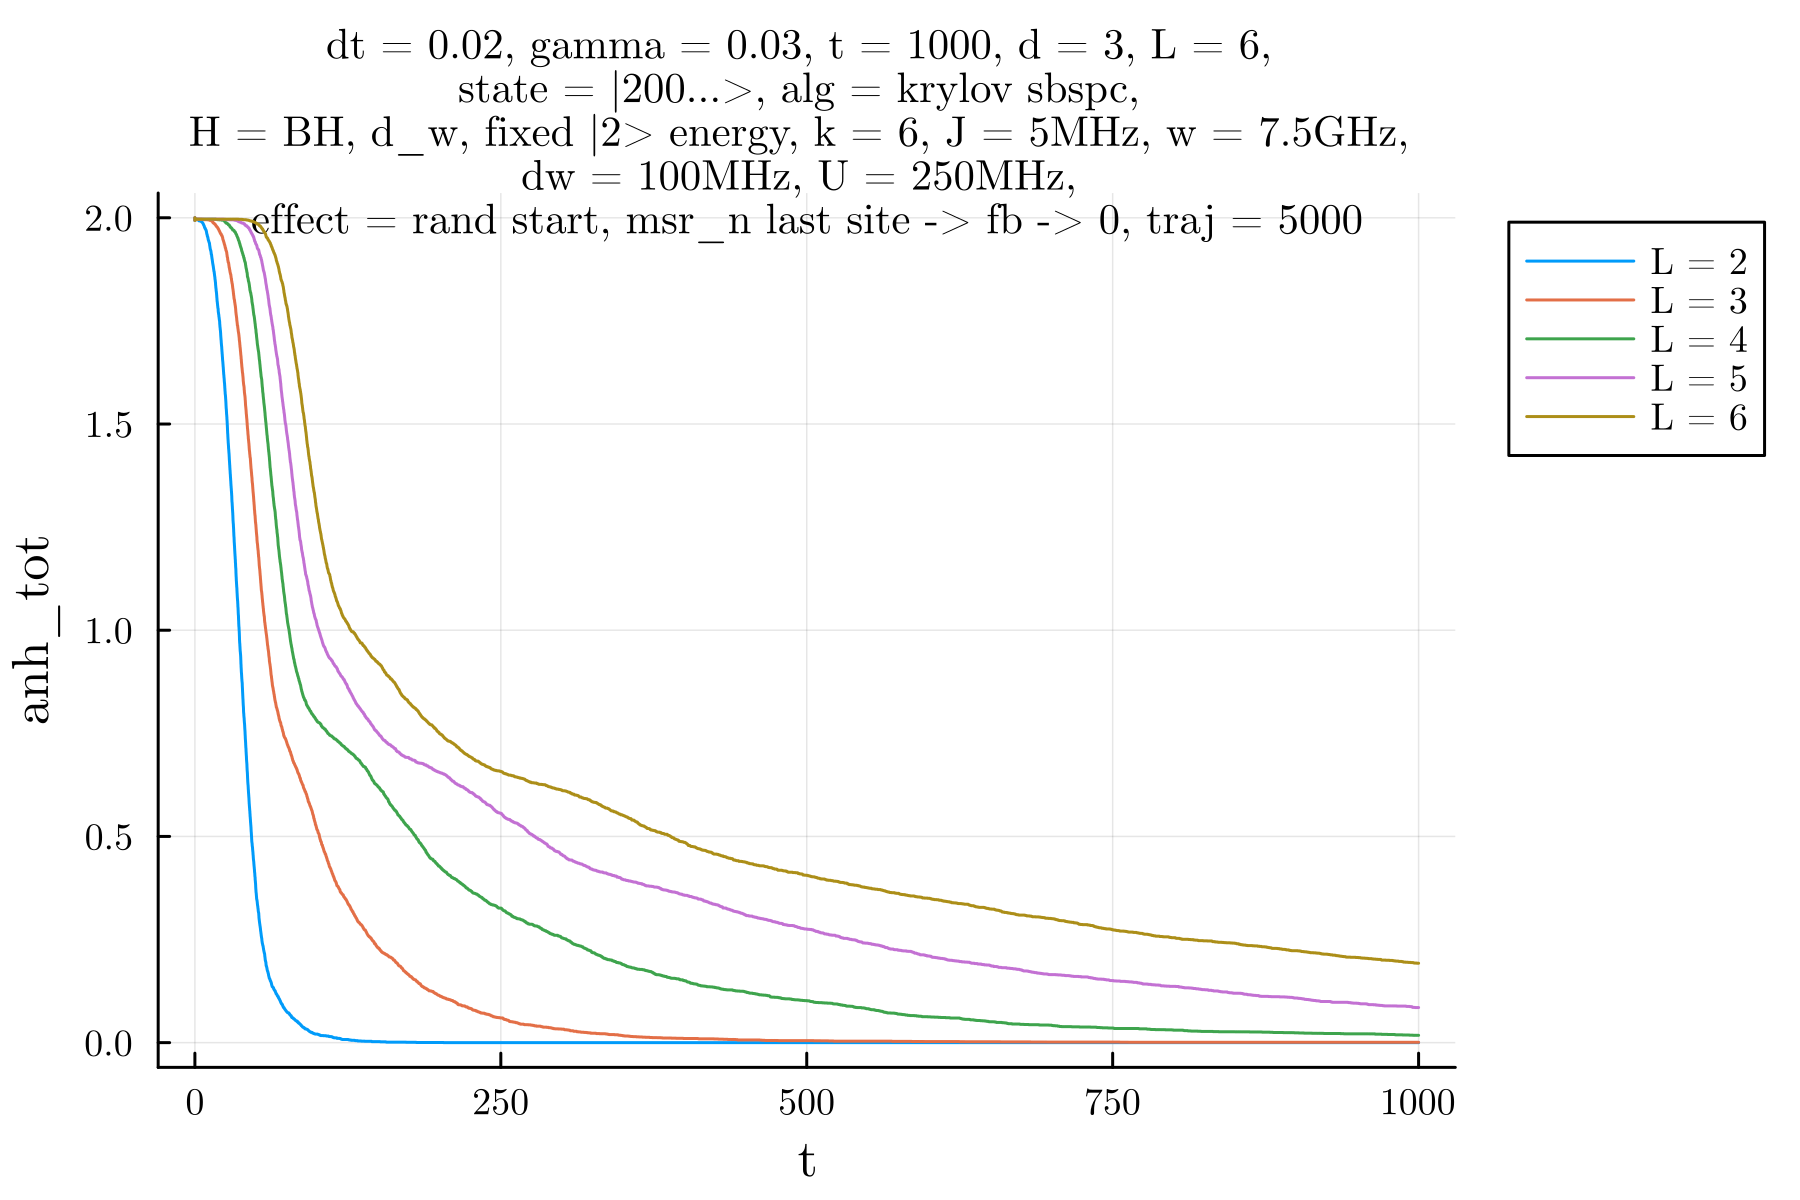 dt = 0.02, gamma = 0.03, t = 1000, d = 3, L = 6,
state = |200...>, alg = krylov sbspc,
H = BH, d_w, fixed |2> energy, k = 6, J = 5MHz, w = 7.5GHz,
dw = 100MHz, U = 250MHz,
effect = rand start, msr_n last site -> fb -> 0, traj = 5000
L = 2
L = 3
L = 4
L = 5
L = 6
anh_tot
2.0
1.5
1.0
0.5
0.0
0
250
500
750
1000
t